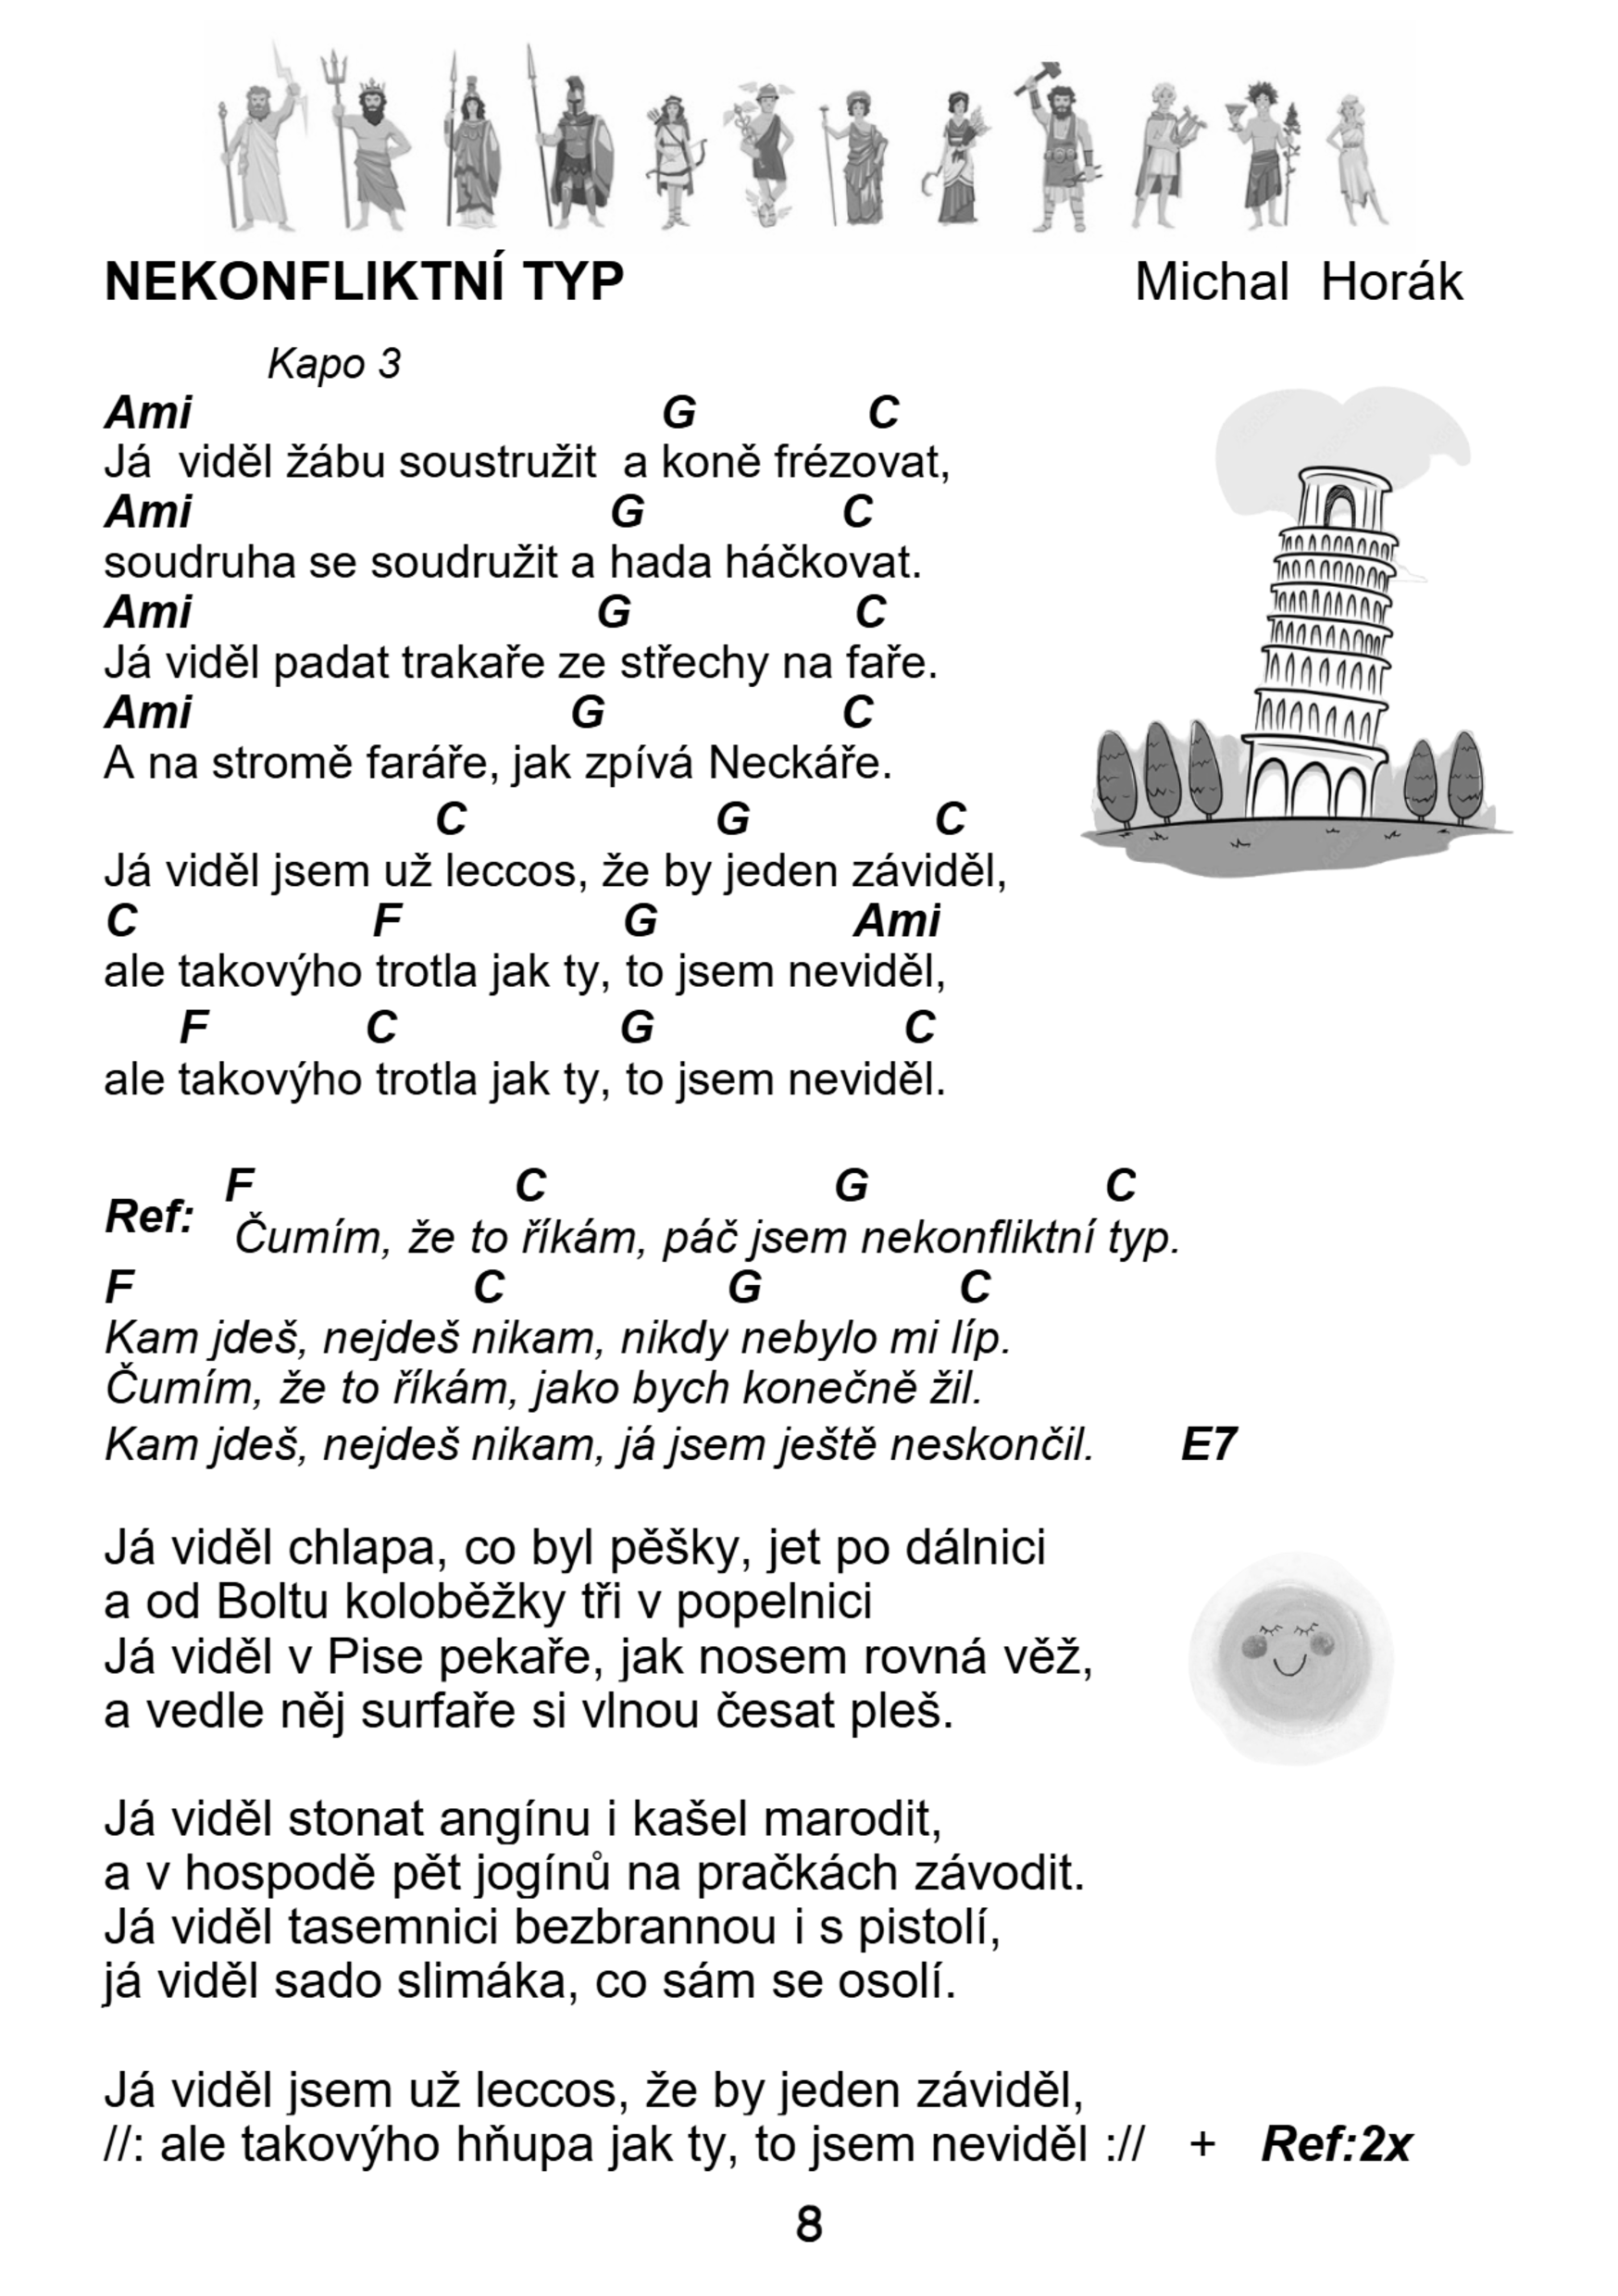 NEKONFLIKTNÍ TYP Michal Horák
Kapo 3
Ami G C
Já viděl žábu soustružit a koně frézovat,
Ami G C
soudruha se soudružit a hada háčkovat.
Ami G C
Já viděl padat trakaře ze střechy na faře.
Ami G C
A na stromě faráře, jak zpívá Neckáře.
C G C
Já viděl jsem už leccos, že by jeden záviděl,
C F G Ami
ale takovýho trotla jak ty, to jsem neviděl,
F C G C
ale takovýho trotla jak ty, to jsem neviděl.
F C G C
Ref: Čumím, že to říkám, páč jsem nekonfliktní typ.
F C G C
Kam jdeš, nejdeš nikam, nikdy nebylo mi líp.
Čumím, že to říkám, jako bych konečně žil.
Kam jdeš, nejdeš nikam, já jsem ještě neskončil. E7
Já viděl chlapa, co byl pěšky, jet po dálnici
a od Boltu koloběžky tři v popelnici
Já viděl v Pise pekaře, jak nosem rovná věž,
a vedle něj surfaře si vlnou česat pleš.
Já viděl stonat angínu i kašel marodit,
a v hospodě pět jogínů na pračkách závodit.
Já viděl tasemnici bezbrannou i s pistolí,
já viděl sado slimáka, co sám se osolí.
Já viděl jsem už leccos, že by jeden záviděl,
//: ale takovýho hňupa jak ty, to jsem neviděl :// + Ref:2x
8